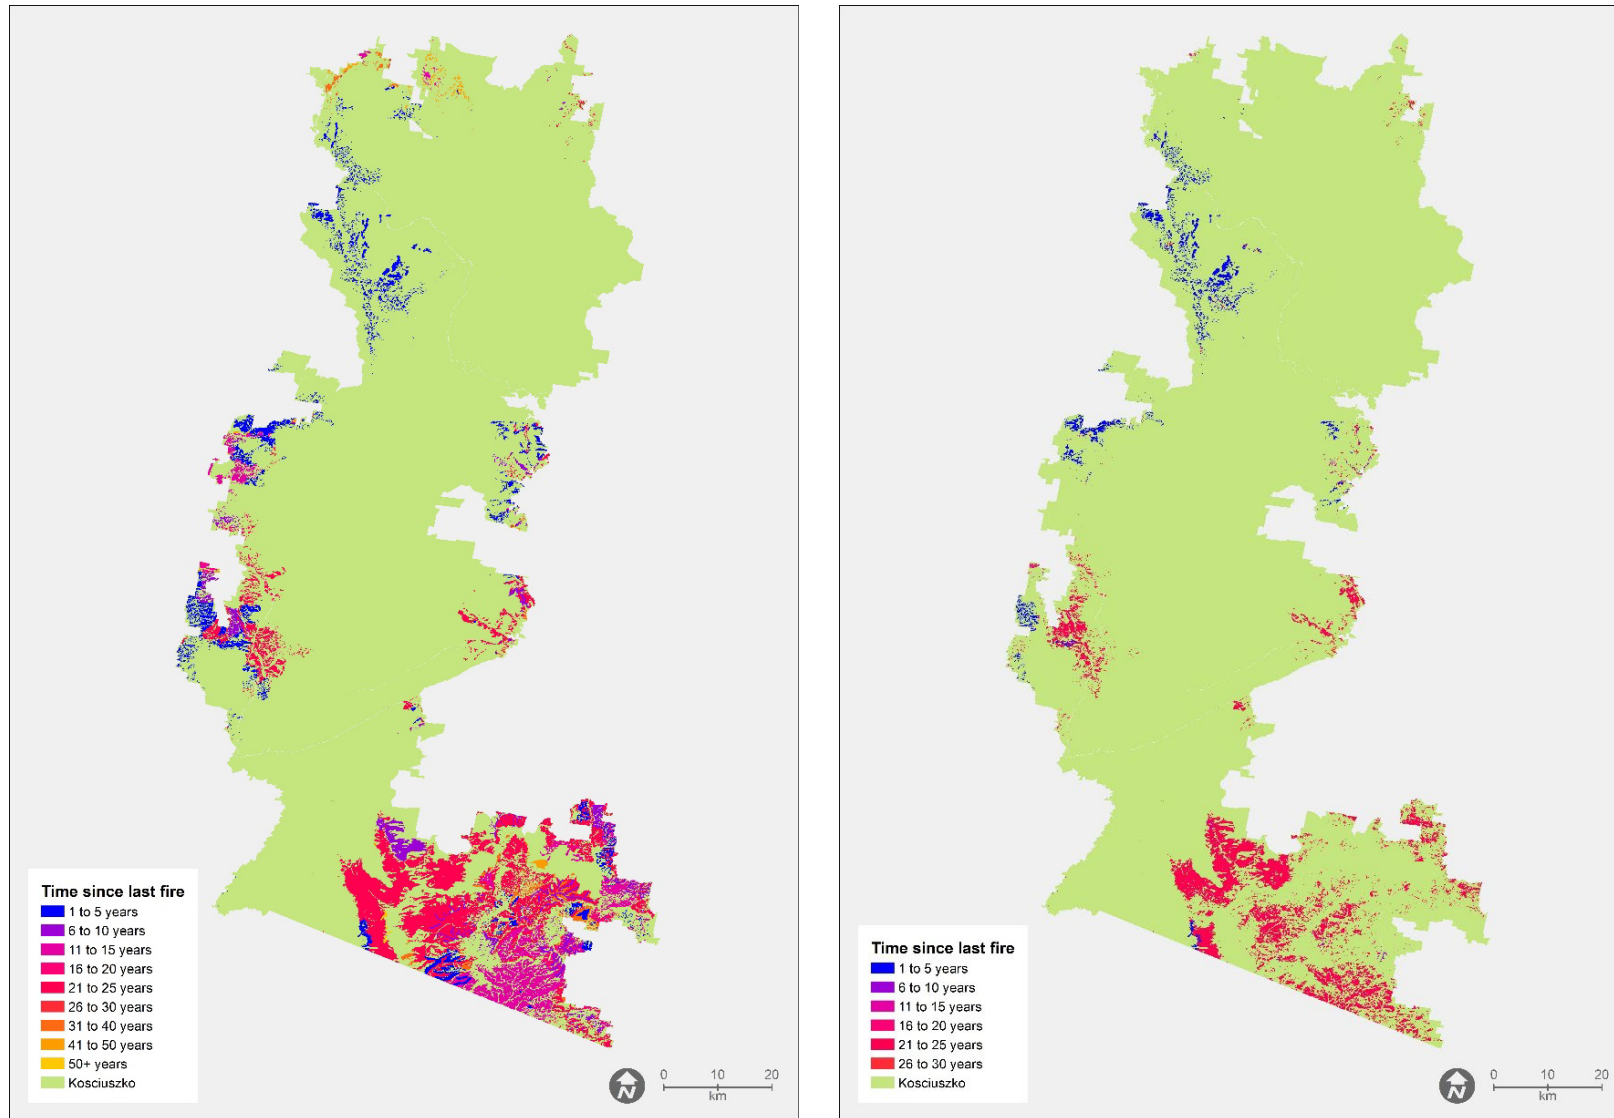 Time since last fire
1 to 5 years
6 to 10 years
11 to 15 years
16 to 20 years
21 to 25 years
26 to 30 years
31 to 40 years
41 to 50 years
50+ years
Kosciuszko
N
0 10 20
km
Time since last fire
1 to 5 years
6 to 10 years
11 to 15 years
16 to 20 years
21 to 25 years
26 to 30 years
Kosciuszko
N
0 10 20
km